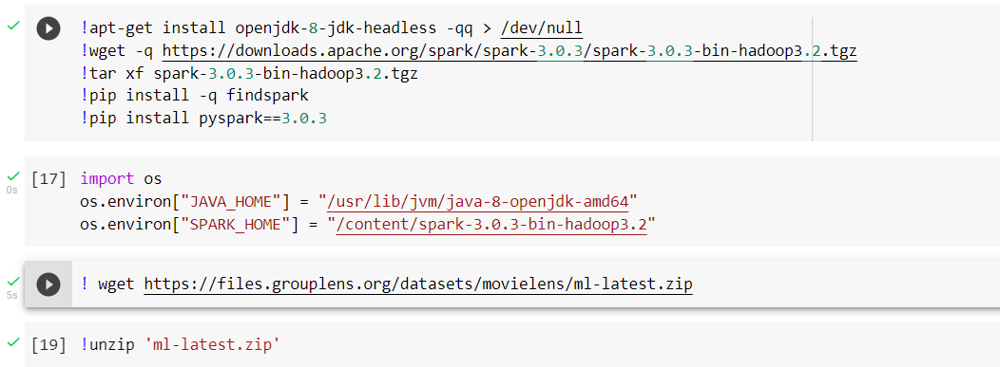 !apt-get install openjdk-8-jdk-headless -qq > /dev/null
!wget -q https://downloads.apache.org/spark/spark-3.0.3/spark-3.0.3-bin-hadoop3.2.tgz
!tar xf spark-3.0.3-bin-hadoop3.2.tgz
!pip install -q findspark
!pip install pyspark==3.0.3
[17] import os
0s
os.environ["JAVA_HOME"] = "/usr/lib/jvm/java-8-openjdk-amd64"
os.environ["SPARK_HOME"] = "/content/spark-3.0.3-bin-hadoop3.2"
! wget https://files.grouplens.org/datasets/movielens/ml-latest.zip
5s
[19] !unzip 'ml-latest.zip'